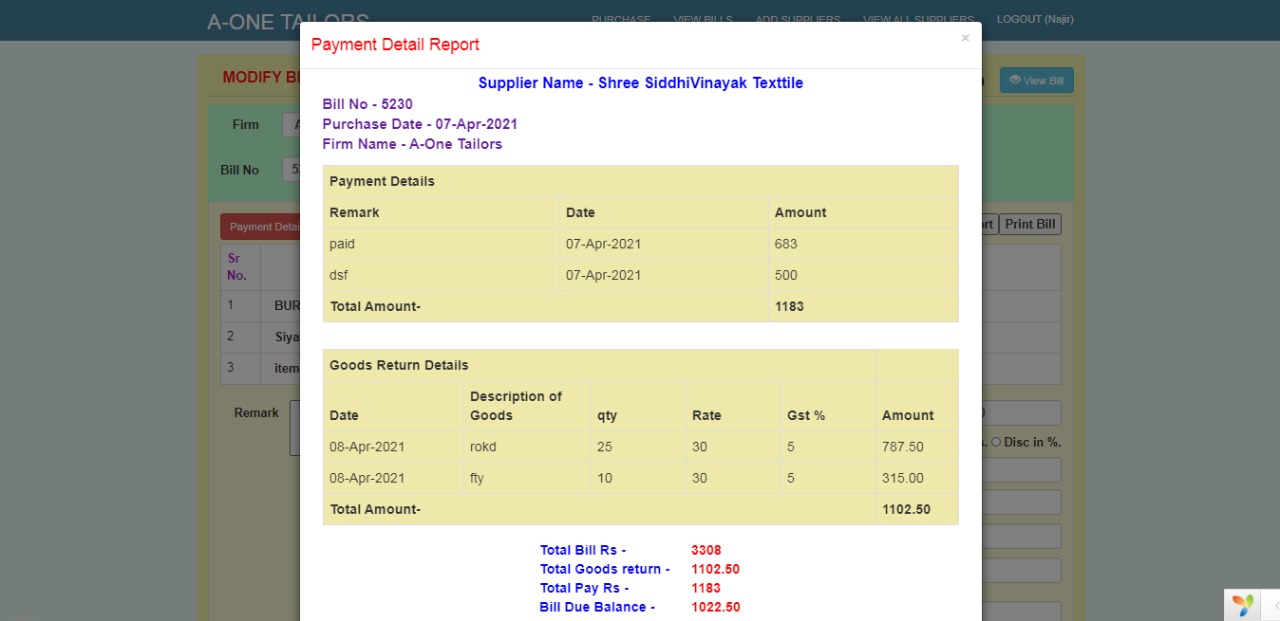 A-ONE TAILORS
PURCHASE VIEW BILLS ADD SUPPLIERS VIEW ALL SUPPLIERS LOGOUT (Najir)
Payment Detail Report ×
MODIFY B
View Bill
Supplier Name - Shree SiddhiVinayak Texttile
Bill No - 5230
Purchase Date - 07-Apr-2021
Firm Name - A-One Tailors
Firm
Bill No
Payment Details
Remark Date Amount
paid 07-Apr-2021 683
dsf 07-Apr-2021 500
Total Amount- 1183
Payment Detai
Print Bill
Sr
No.
1 BUR
2 Siya
3 item
Goods Return Details
Date Description of Goods qty Rate Gst % Amount
08-Apr-2021 rokd 25 30 5 787.50
08-Apr-2021 fty 10 30 5 315.00
Total Amount- 1102.50
Remark
Disc in %.
Total Bill Rs - 3308
Total Goods return - 1102.50
Total Pay Rs - 1183
Bill Due Balance - 1022.50